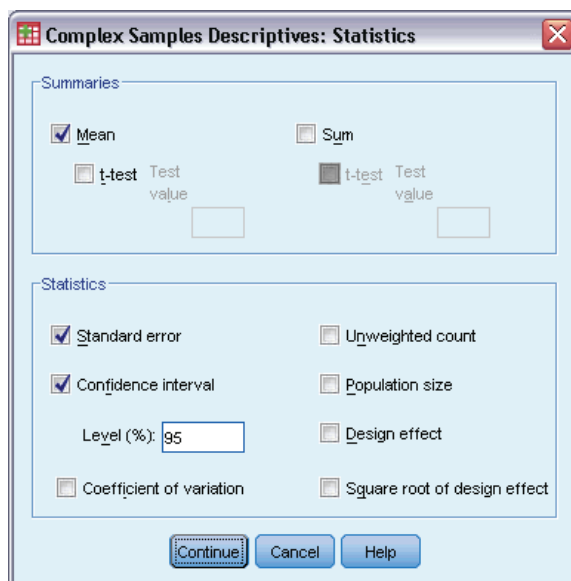 Complex Samples Descriptives: Statistics
Summaries
Mean
Sum
t-test Test value
t-test Test value
Statistics
Standard error
Unweighted count
Confidence interval
Population size
Level (%): 95
Design effect
Coefficient of variation
Square root of design effect
Continue Cancel Help